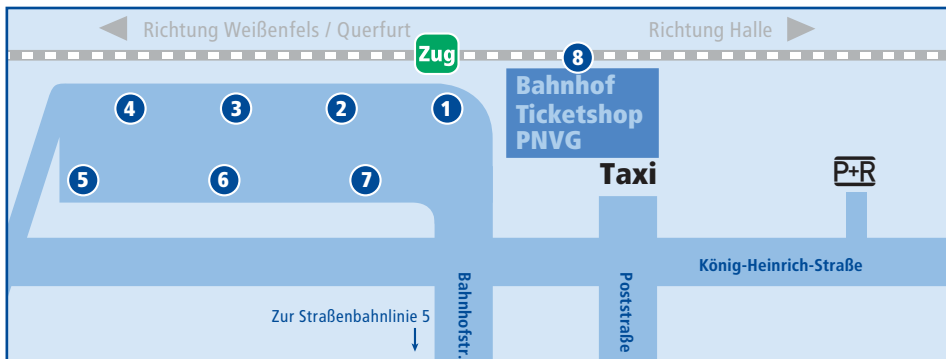 Richtung Weißenfels / Querfurt
Richtung Halle
Zug
8
Bahnhof
Ticketshop
PNVG
4
3
2
1
5
6
7
Taxi
P+R
König-Heinrich-Straße
Bahnhofstr.
Poststraße
Zur Straßenbahnlinie 5